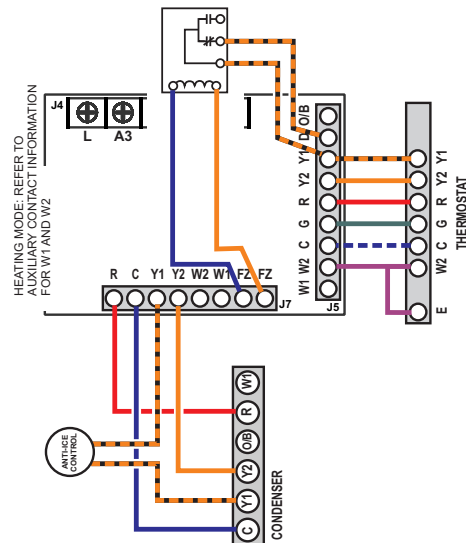 J4
L
A3
HEATING MODE: REFER TO
AUXILIARY CONTACT INFORMATION
FOR W1 AND W2
O/B
D
Y1
Y2
R
G
C
W2
W1
J5
Y1
Y2
R
G
C
W2
E
THERMOSTAT
R
C
Y1
Y2
W2
W1
FZ
FZ
J7
ANTI-ICE
CONTROL
W1
R
O/B
Y2
Y1
C
CONDENSER